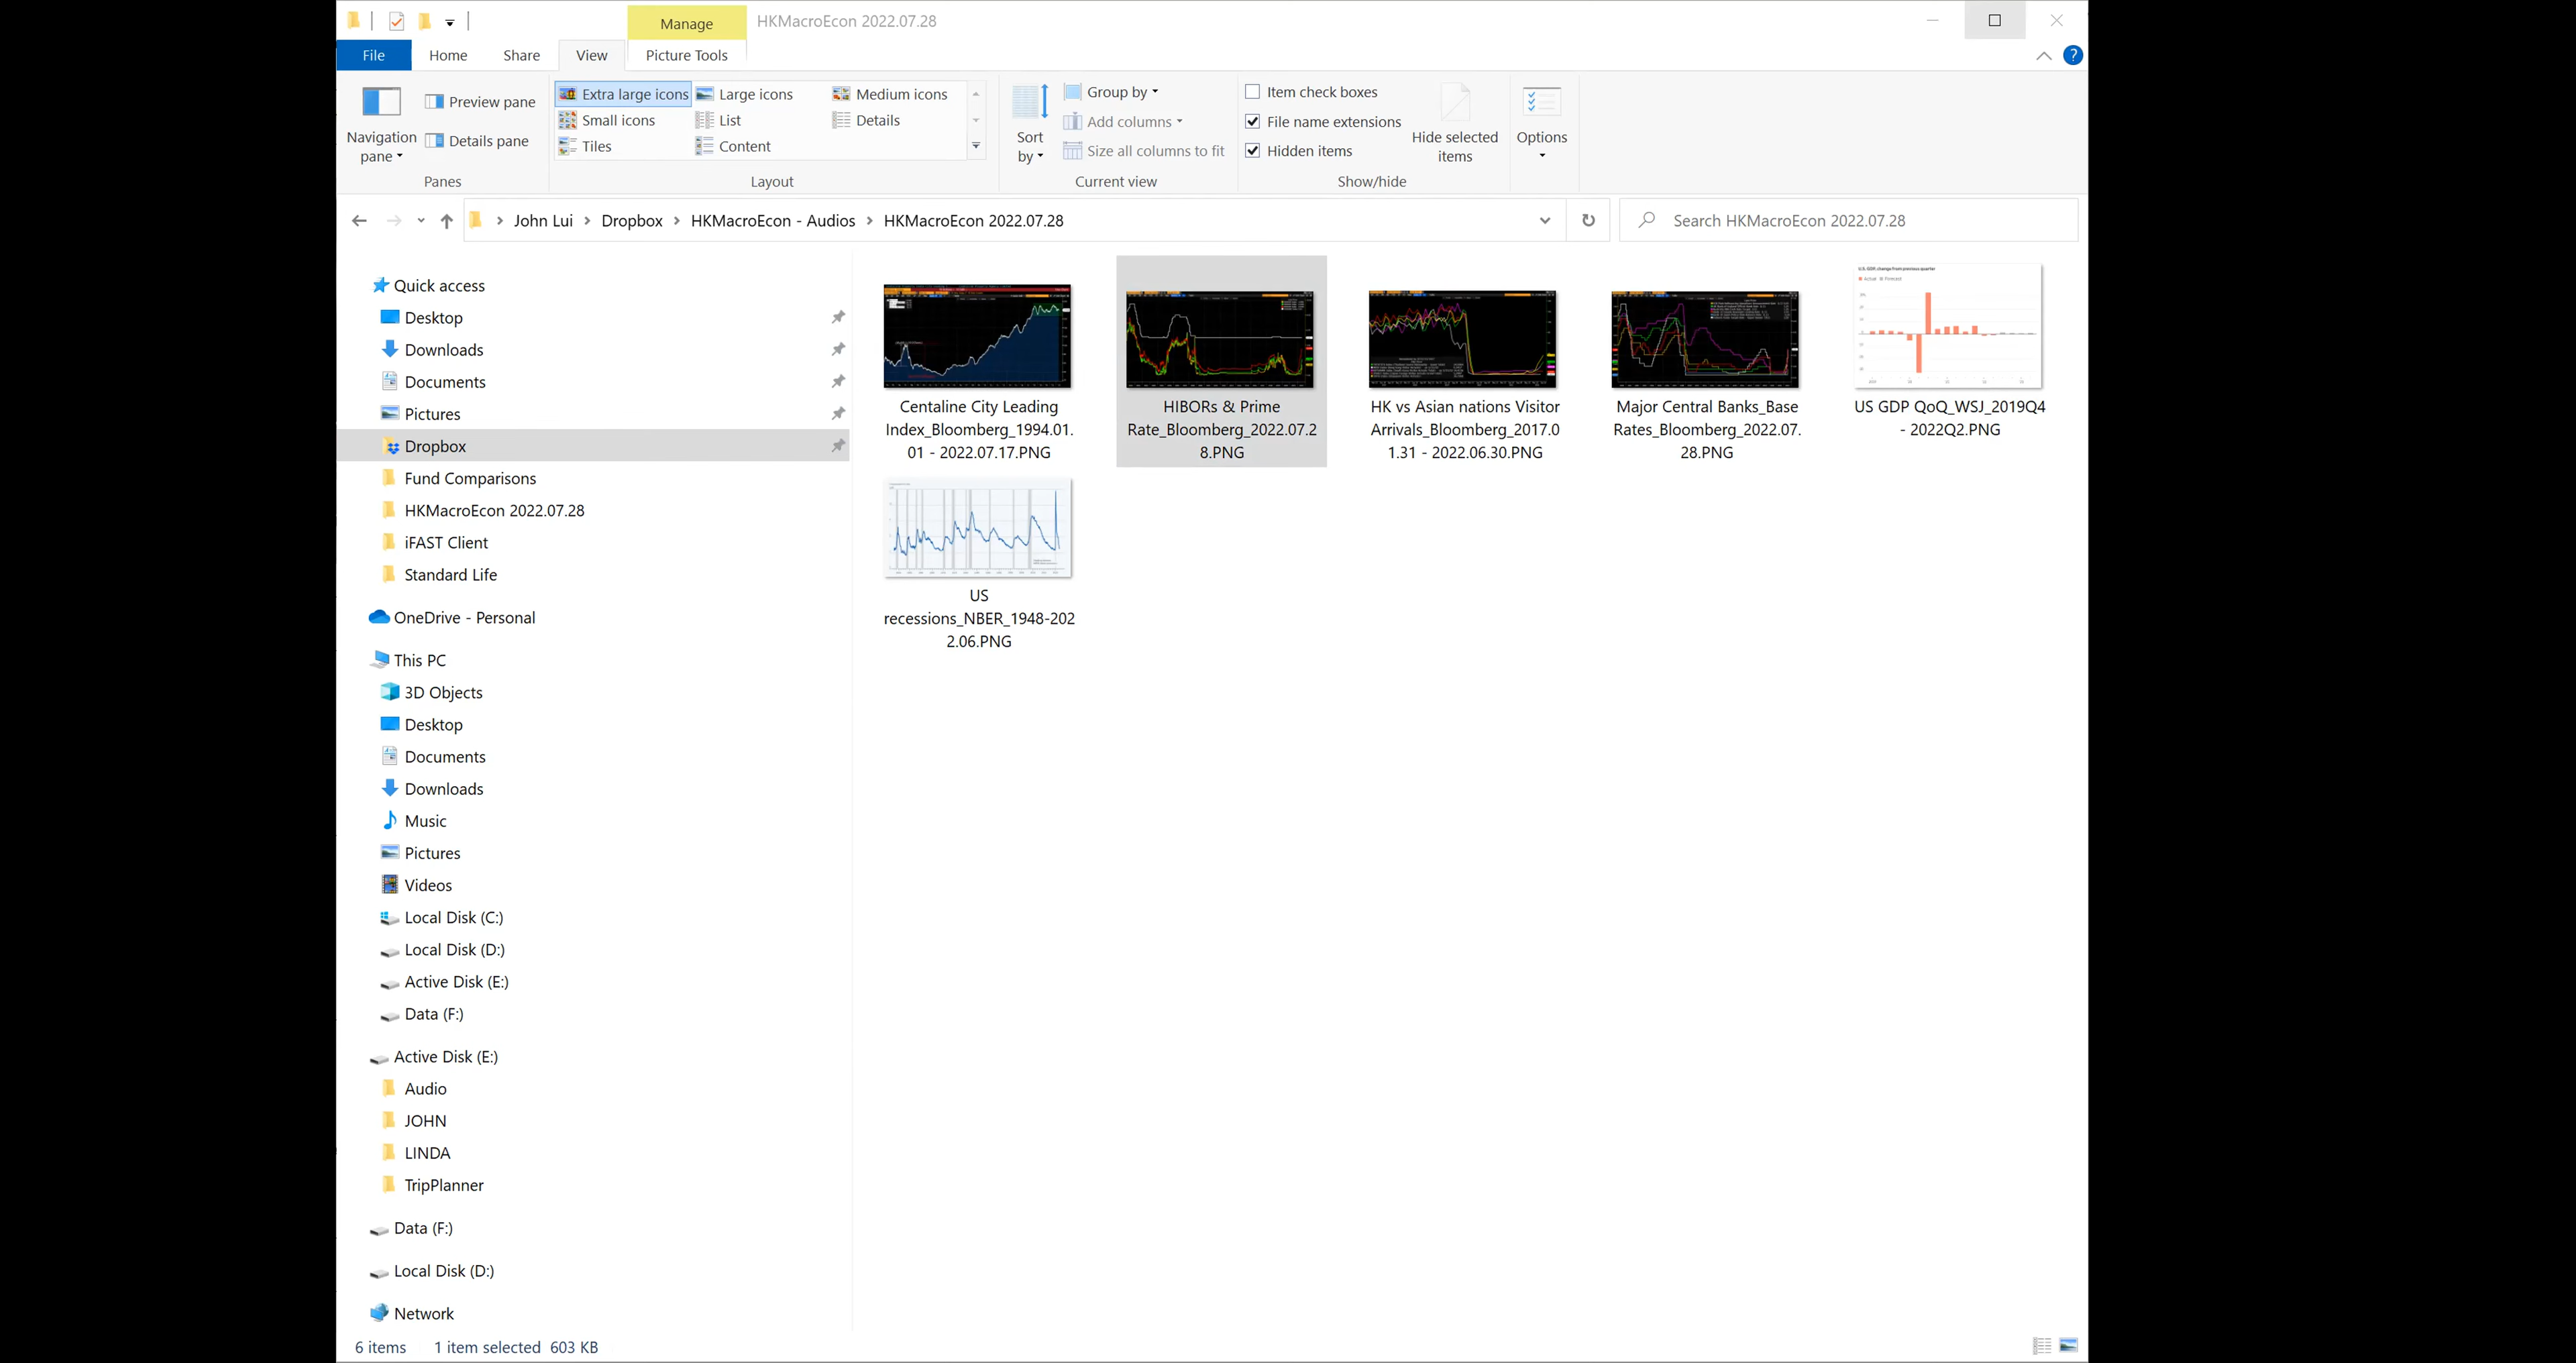 Manage
HKMacroEcon 2022.07.28
File
Home
Share
View
Picture Tools
Navigation pane
Preview pane
Details pane
Panes
Extra large icons
Large icons
Medium icons
Small icons
List
Details
Tiles
Content
Layout
Sort by
Group by
Add columns
Size all columns to fit
Current view
Item check boxes
File name extensions
Hidden items
Hide selected items
Show/hide
Options
John Lui
Dropbox
HKMacroEcon - Audios
HKMacroEcon 2022.07.28
Search HKMacroEcon 2022.07.28
Quick access
Desktop
Downloads
Documents
Pictures
Dropbox
Fund Comparisons
HKMacroEcon 2022.07.28
iFAST Client
Standard Life
OneDrive - Personal
This PC
3D Objects
Desktop
Documents
Downloads
Music
Pictures
Videos
Local Disk (C:)
Local Disk (D:)
Active Disk (E:)
Data (F:)
Active Disk (E:)
Audio
JOHN
LINDA
TripPlanner
Data (F:)
Local Disk (D:)
Network
Centaline City Leading
Index_Bloomberg_1994.01.
01 - 2022.07.17.PNG
HIBORs & Prime
Rate_Bloomberg_2022.07.2
8.PNG
HK vs Asian nations Visitor
Arrivals_Bloomberg_2017.0
1.31 - 2022.06.30.PNG
Major Central Banks_Base
Rates_Bloomberg_2022.07.
28.PNG
U.S. GDP, change from previous quarter
Actual Forecast
US GDP QoQ_WSJ_2019Q4
- 2022Q2.PNG
US
recessions_NBER_1948-202
2.06.PNG
6 items
1 item selected 603 KB